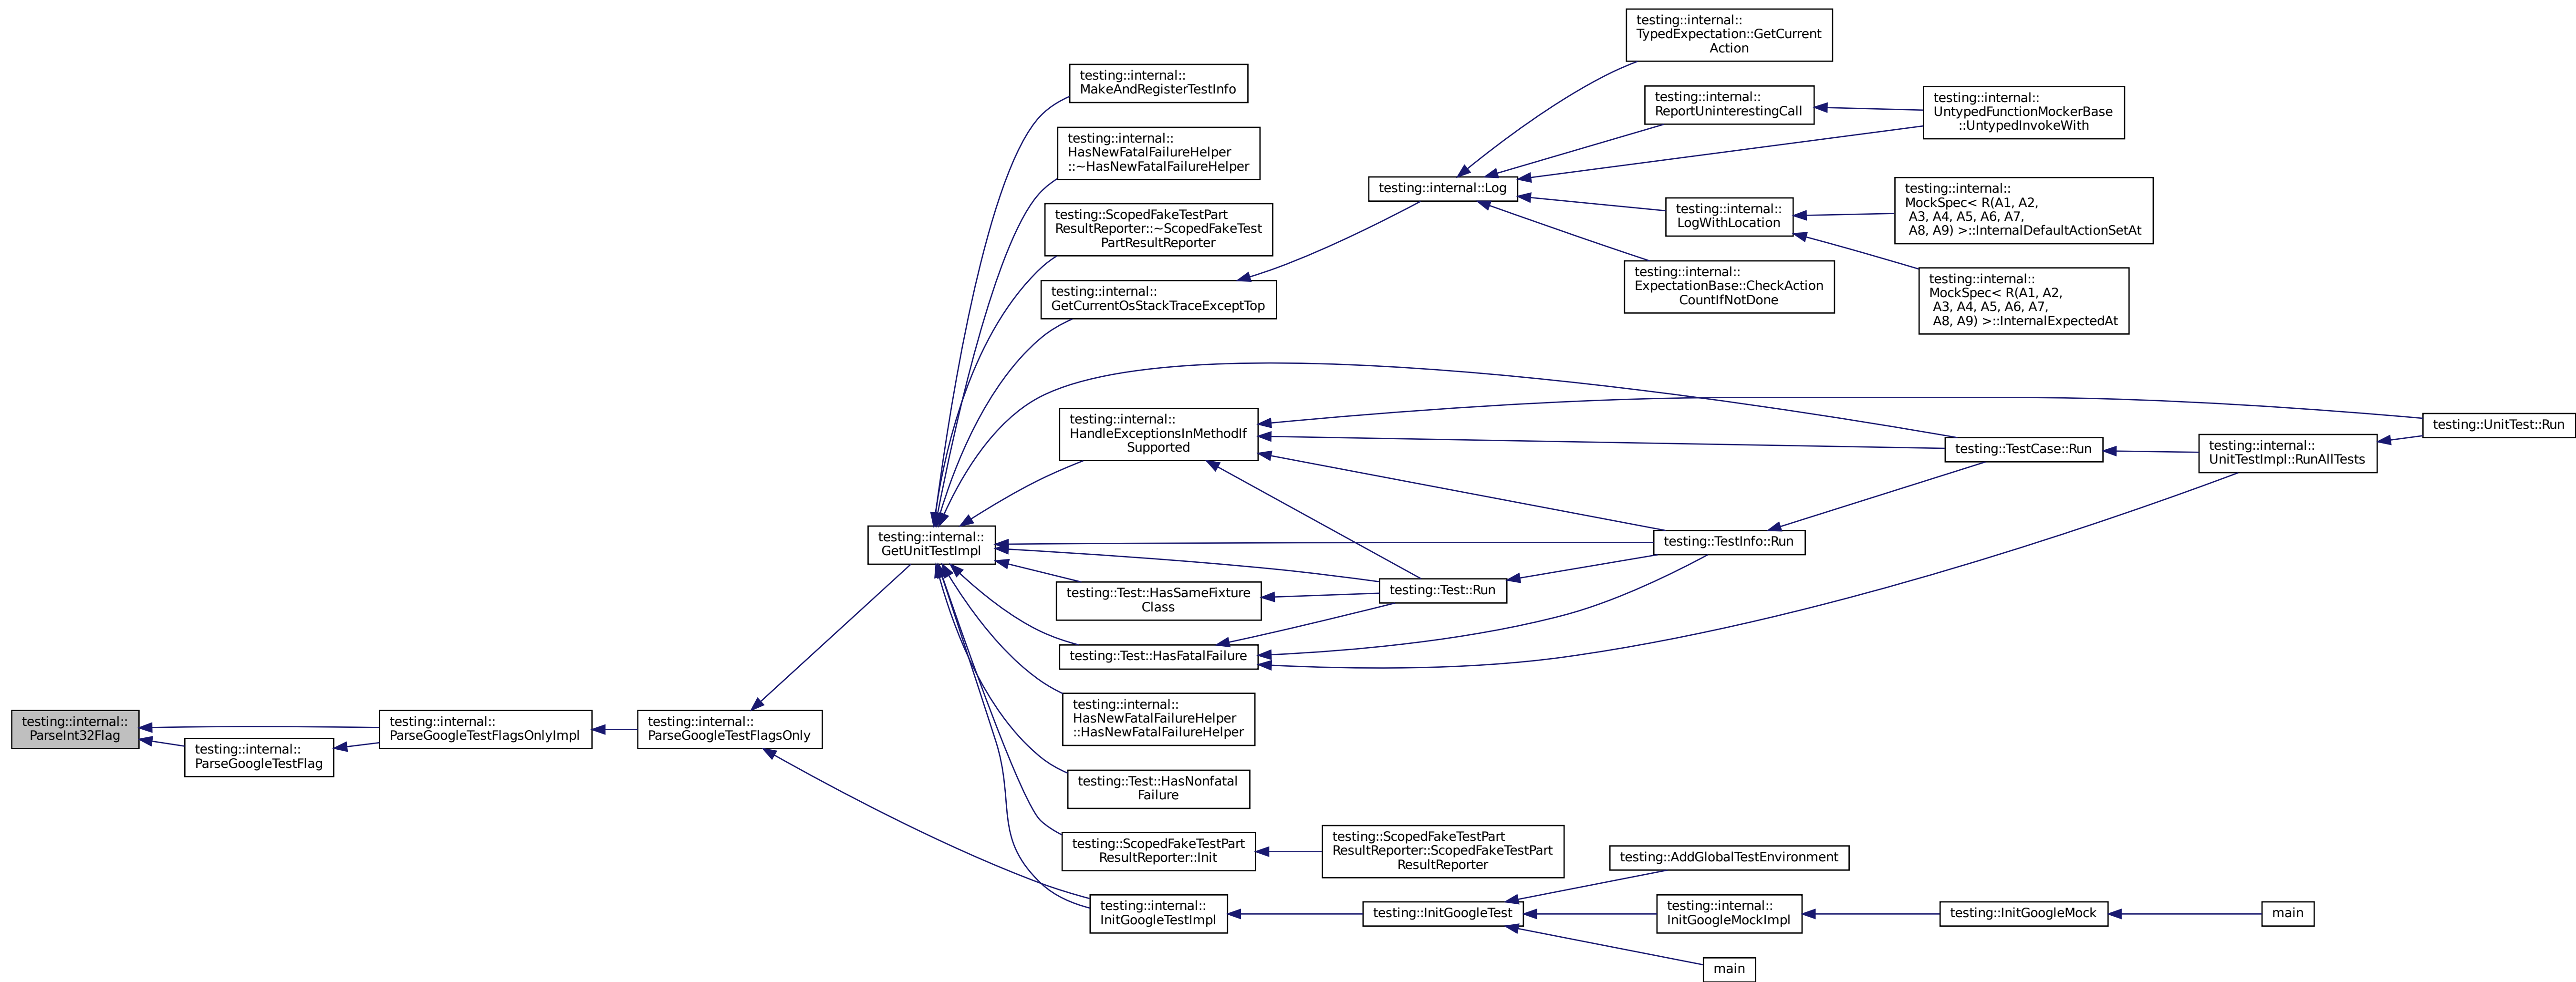 testing::internal::
TypedExpectation::GetCurrent
Action
testing::internal::
MakeAndRegisterTestInfo
testing::internal::
ReportUninterestingCall
testing::internal::
UntypedFunctionMockerBase
::UntypedInvokeWith
testing::internal::
HasNewFatalFailureHelper
::~HasNewFatalFailureHelper
testing::internal::Log
testing::internal::
MockSpec< R(A1, A2,
A3, A4, A5, A6, A7,
A8, A9) >::InternalDefaultActionSetAt
testing::internal::
LogWithLocation
testing::ScopedFakeTestPart
ResultReporter::~ScopedFakeTest
PartResultReporter
testing::internal::
GetCurrentOsStackTraceExceptTop
testing::internal::
ExpectationBase::CheckAction
CountIfNotDone
testing::internal::
MockSpec< R(A1, A2,
A3, A4, A5, A6, A7,
A8, A9) >::InternalExpectedAt
testing::internal::
HandleExceptionsInMethodIf
Supported
testing::UnitTest::Run
testing::TestCase::Run
testing::internal::
UnitTestImpl::RunAllTests
testing::internal::
GetUnitTestImpl
testing::TestInfo::Run
testing::Test::Run
testing::Test::HasSameFixture
Class
testing::Test::HasFatalFailure
testing::internal::
HasNewFatalFailureHelper
::HasNewFatalFailureHelper
testing::internal::
ParseInt32Flag
testing::internal::
ParseGoogleTestFlag
testing::internal::
ParseGoogleTestFlagsOnlyImpl
testing::internal::
ParseGoogleTestFlagsOnly
testing::Test::HasNonfatal
Failure
testing::ScopedFakeTestPart
ResultReporter::Init
testing::ScopedFakeTestPart
ResultReporter::ScopedFakeTestPart
ResultReporter
testing::AddGlobalTestEnvironment
testing::internal::
InitGoogleTestImpl
testing::InitGoogleTest
testing::internal::
InitGoogleMockImpl
testing::InitGoogleMock
main
main